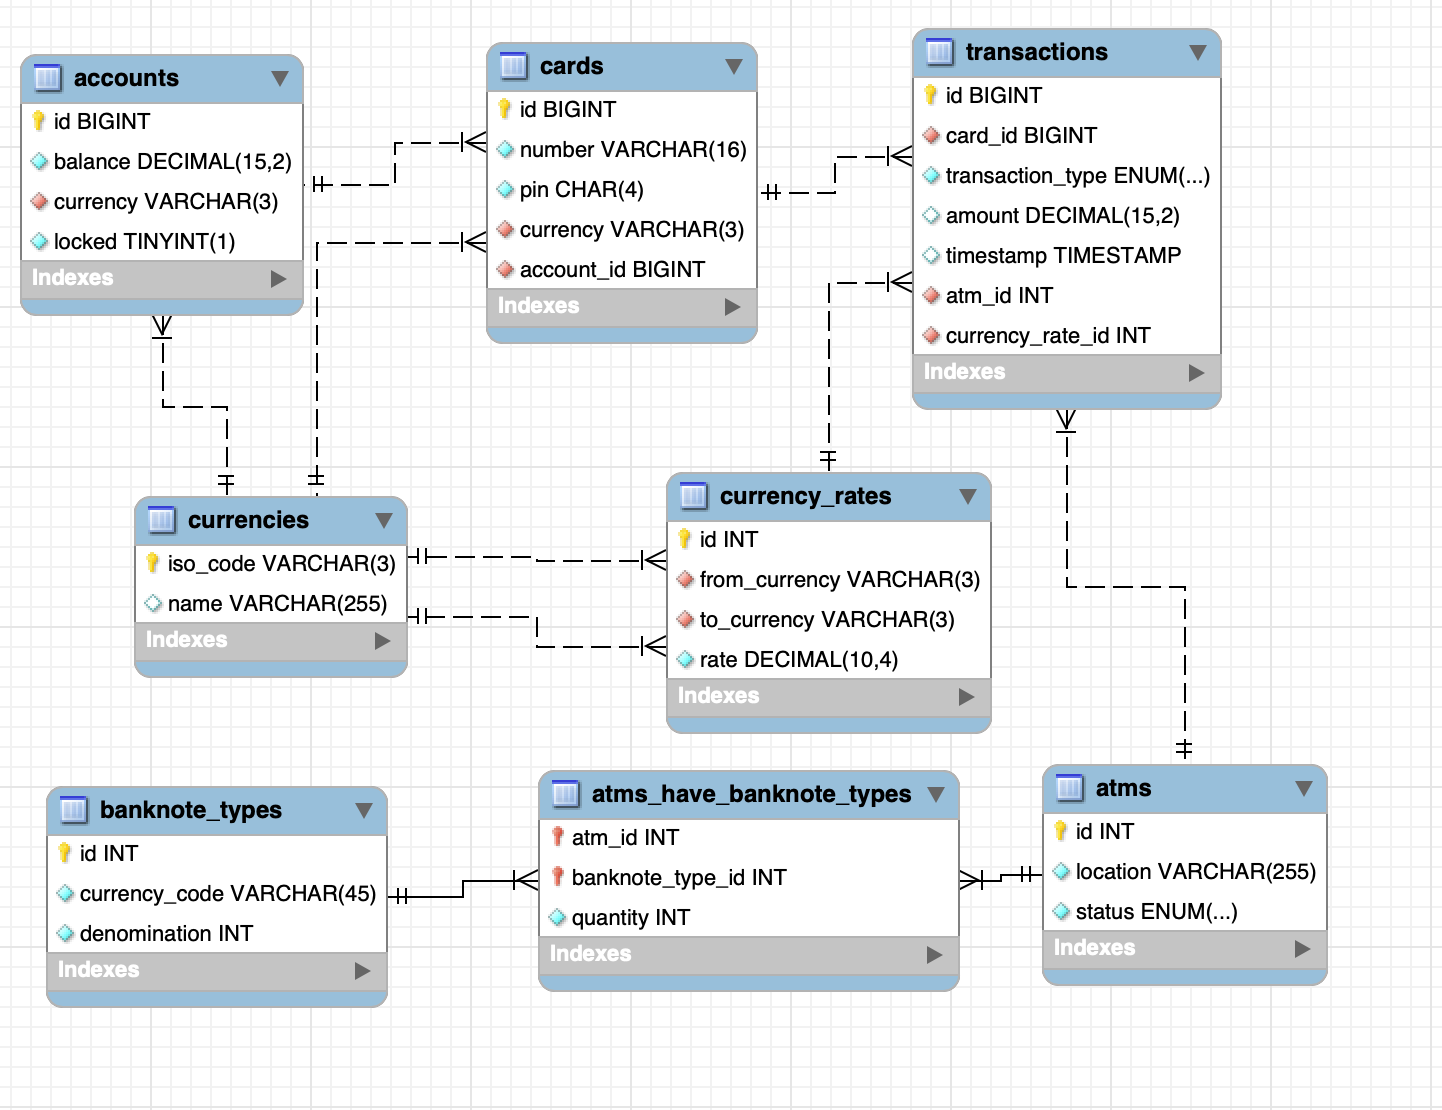 accounts
id BIGINT
balance DECIMAL(15,2)
currency VARCHAR(3)
locked TINYINT(1)
Indexes
cards
id BIGINT
number VARCHAR(16)
pin CHAR(4)
currency VARCHAR(3)
account_id BIGINT
Indexes
transactions
id BIGINT
card_id BIGINT
transaction_type ENUM(...)
amount DECIMAL(15,2)
timestamp TIMESTAMP
atm_id INT
currency_rate_id INT
Indexes
currencies
iso_code VARCHAR(3)
name VARCHAR(255)
Indexes
currency_rates
id INT
from_currency VARCHAR(3)
to_currency VARCHAR(3)
rate DECIMAL(10,4)
Indexes
banknote_types
id INT
currency_code VARCHAR(45)
denomination INT
Indexes
atms_have_banknote_types
atm_id INT
banknote_type_id INT
quantity INT
Indexes
atms
id INT
location VARCHAR(255)
status ENUM(...)
Indexes